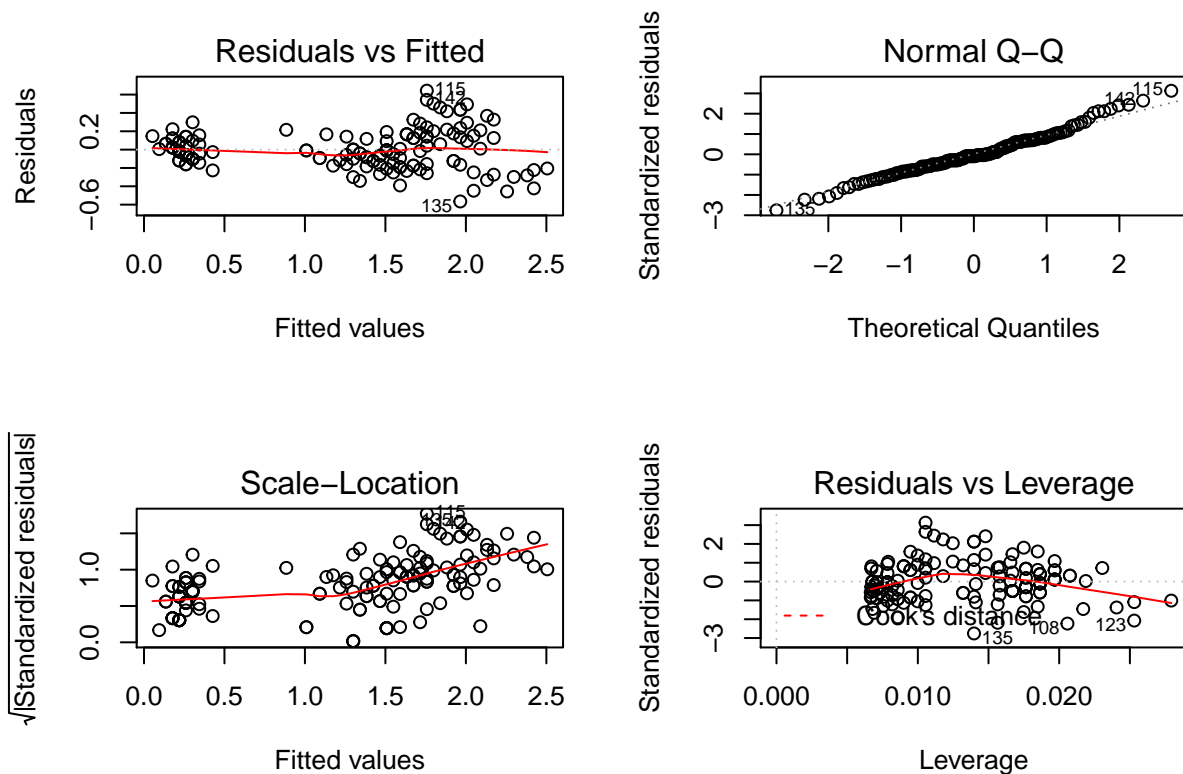 Residuals vs Fitted
Residuals
−0.6
0.2
115
142
135
0.0 0.5 1.0 1.5 2.0 2.5
Fitted values
Normal Q−Q
Standardized residuals
−3
0
2
142 115
135
−2 −1 0 1 2
Theoretical Quantiles
Scale−Location
√|Standardized residuals|
0.0
1.0
115
135 142
0.0 0.5 1.0 1.5 2.0 2.5
Fitted values
Residuals vs Leverage
Standardized residuals
−3
0
2
Cook's distance
135 108 123
0.000 0.010 0.020
Leverage